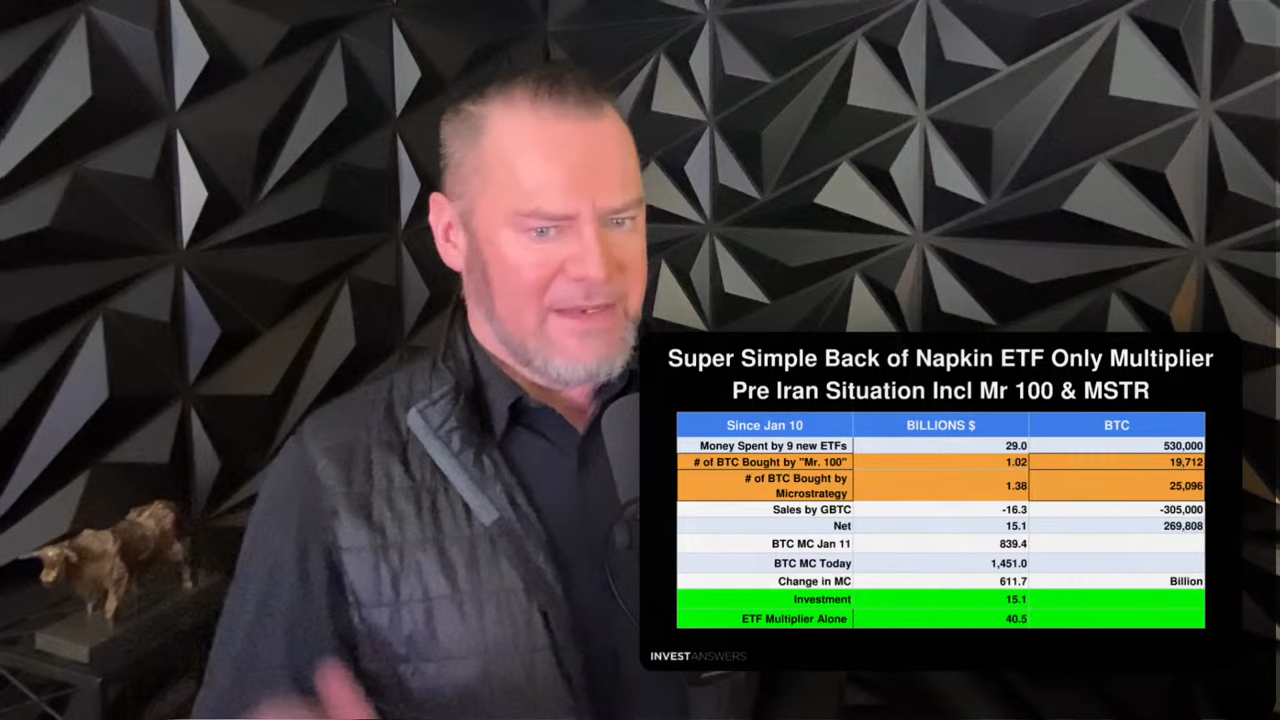 Super Simple Back of Napkin ETF Only Multiplier
Pre Iran Situation Incl Mr 100 & MSTR
Since Jan 10 BILLIONS $ BTC
Money Spent by 9 new ETFs 29.0 530,000
# of BTC Bought by "Mr. 100" 1.02 19,712
# of BTC Bought by
Microstrategy 1.38 25,096
Sales by GBTC -16.3 -305,000
Net 15.1 269,808
BTC MC Jan 11 839.4
BTC MC Today 1,451.0
Change in MC 611.7 Billion
Investment 15.1
ETF Multiplier Alone 40.5
INVESTANSWERS